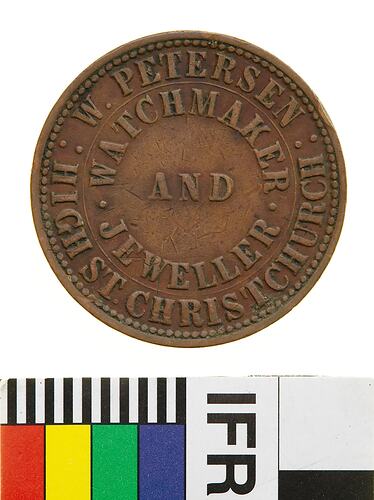 · W. PETERSEN ·
HIGH ST. CHRISTCHURCH
WATCHMAKER
AND
· JEWELLER ·
IFR